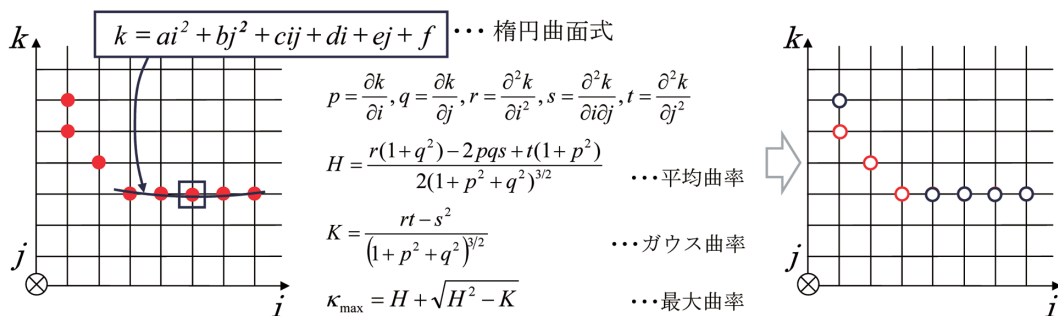 k
k = ai² + bj² + cij + di + ej + f
••• 楕円曲面式
p = ∂k/∂i, q = ∂k/∂j, r = ∂²k/∂i², s = ∂²k/∂i∂j, t = ∂²k/∂j²
H = r(1+q²) − 2pqs + t(1+p²) / 2(1+p²+q²)^{3/2}
•••平均曲率
K = rt − s² / (1+p²+q²)^{3/2}
•••ガウス曲率
κ_max = H + √(H² − K)
•••最大曲率
j
i
k
j
i